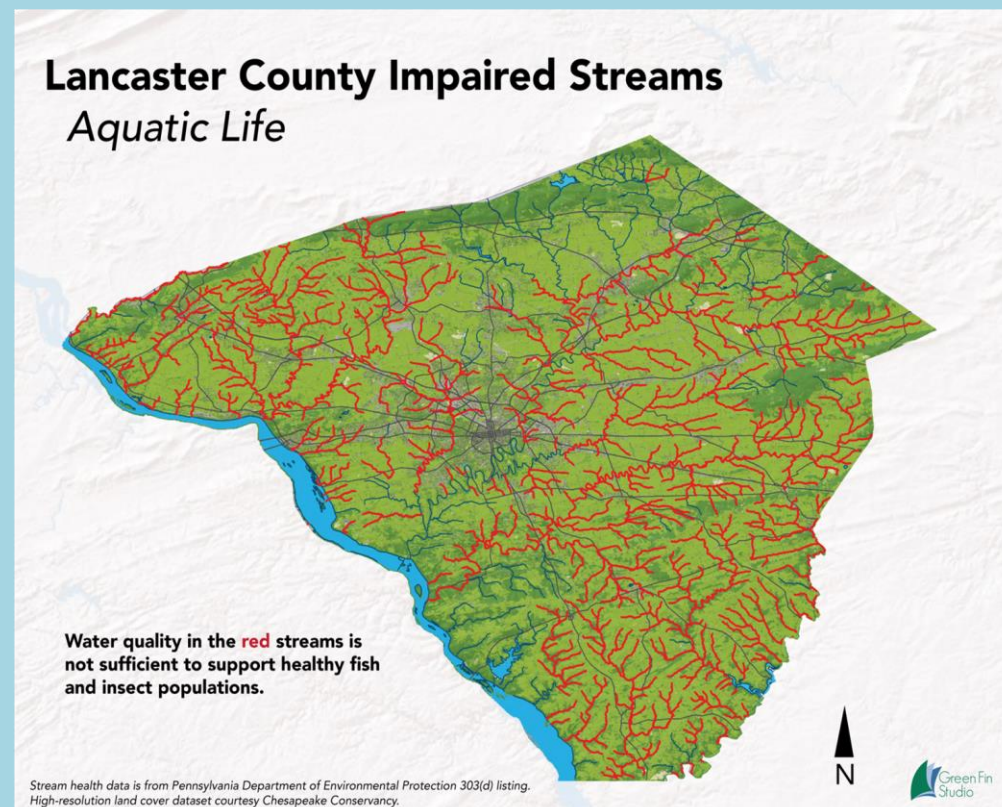 Lancaster County Impaired Streams
Aquatic Life
Water quality in the red streams is
not sufficient to support healthy fish
and insect populations.
Stream health data is from Pennsylvania Department of Environmental Protection 303(d) listing.
High-resolution land cover dataset courtesy Chesapeake Conservancy.
N
Green Fin
Studio